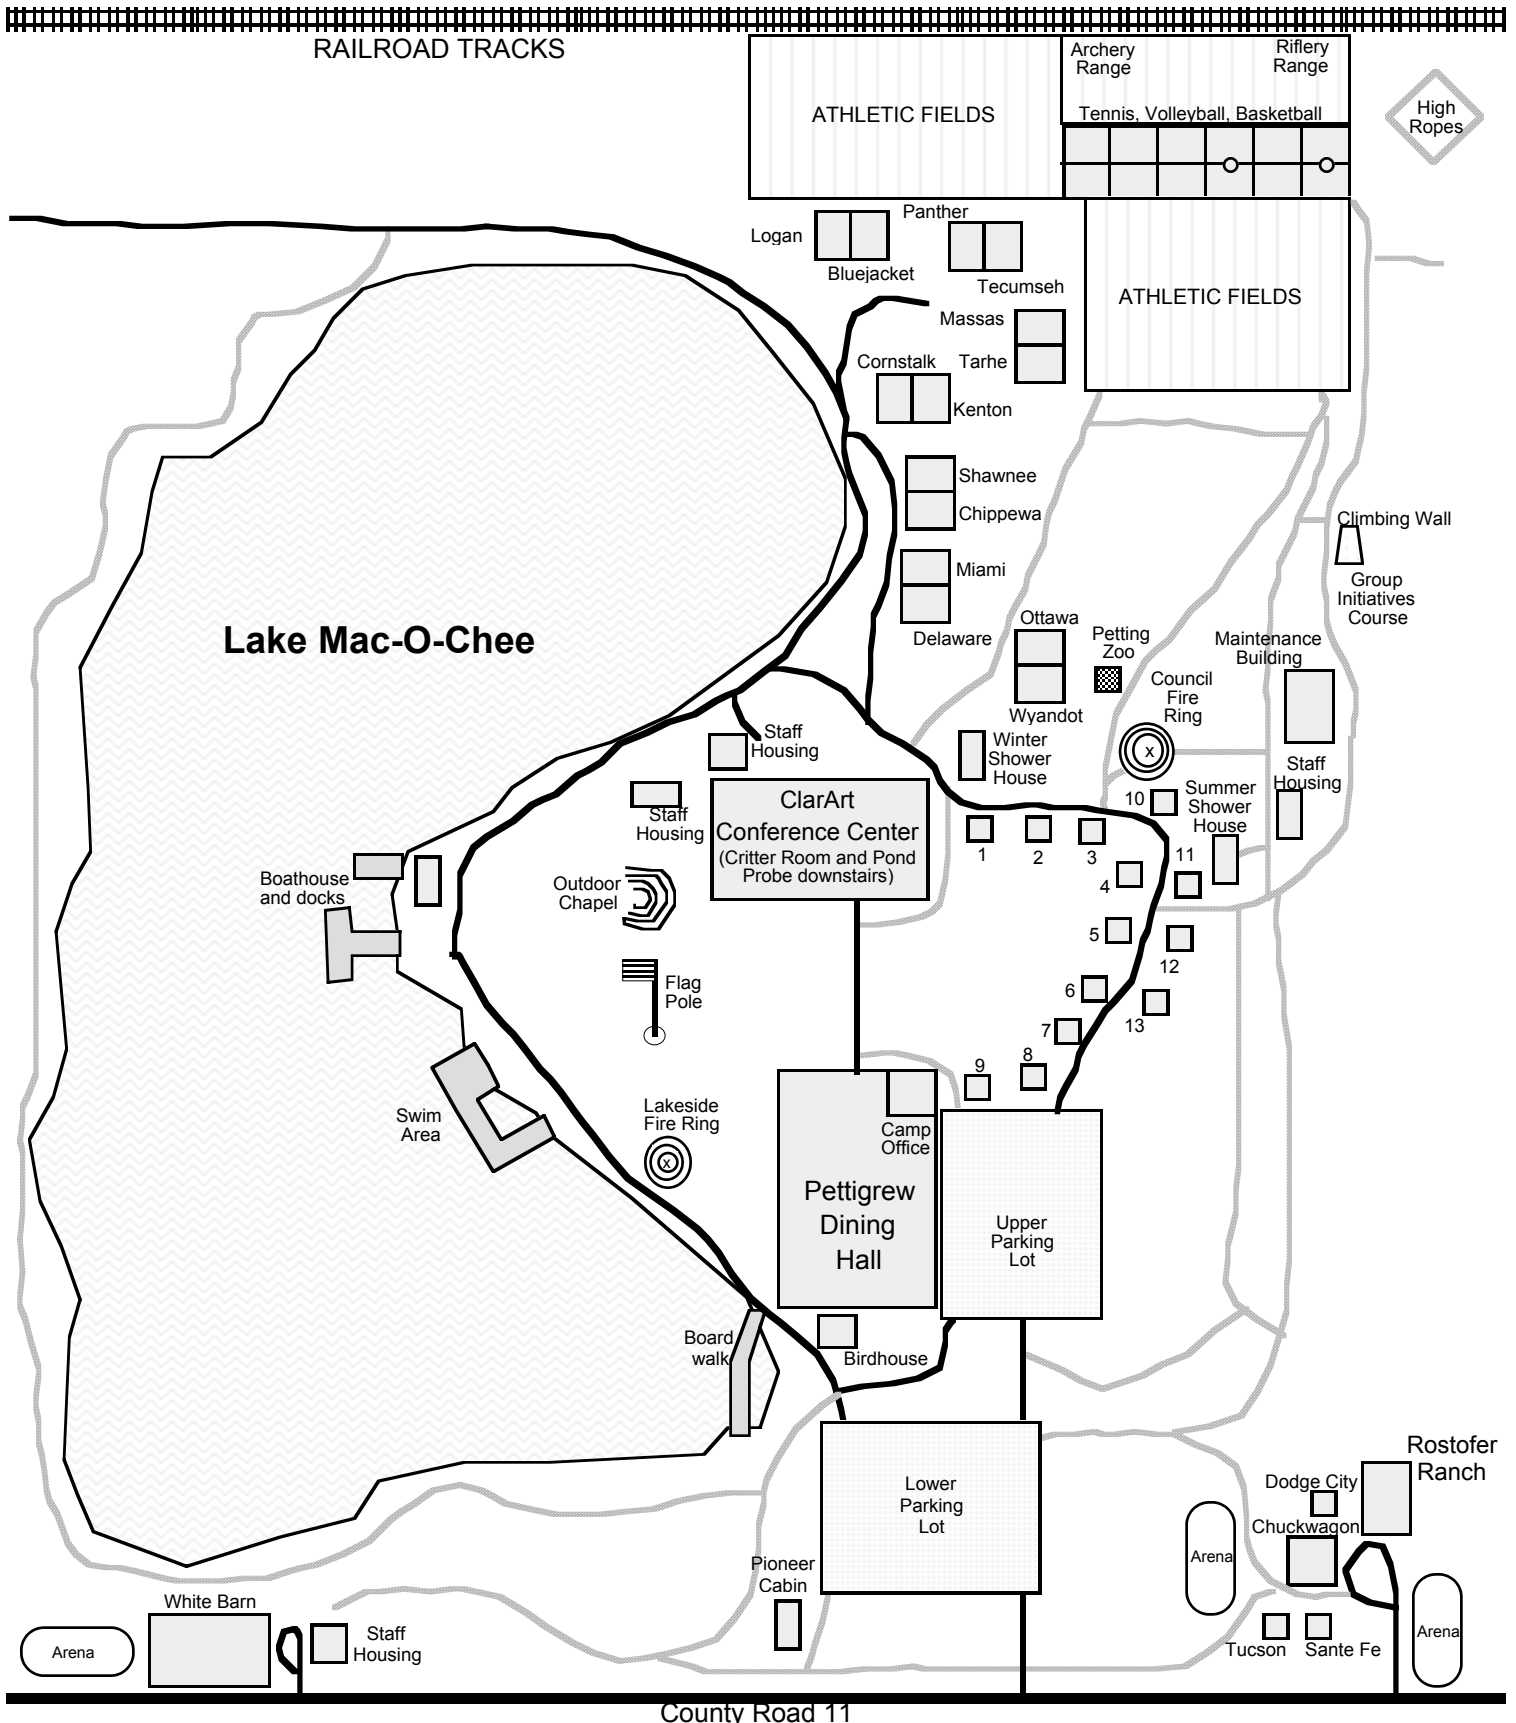 RAILROAD TRACKS
Archery
Range
Riflery
Range
ATHLETIC FIELDS
Tennis, Volleyball, Basketball
High
Ropes
Logan
Panther
Bluejacket
Tecumseh
ATHLETIC FIELDS
Massas
Cornstalk
Tarhe
Kenton
Shawnee
Chippewa
Climbing Wall
Miami
Group
Initiatives
Course
Delaware
Ottawa
Petting
Zoo
Maintenance
Building
Lake Mac-O-Chee
Council
Fire
Ring
x
Wyandot
Staff
Housing
Winter
Shower
House
Staff
Housing
Staff
Housing
ClarArt
Conference Center
(Critter Room and Pond
Probe downstairs)
10
Summer
Shower
House
1
2
3
4
11
5
12
6
13
7
8
9
Boathouse
and docks
Outdoor
Chapel
Flag
Pole
Swim
Area
Lakeside
Fire Ring
x
Camp
Office
Pettigrew
Dining
Hall
Upper
Parking
Lot
Board
walk
Birdhouse
Lower
Parking
Lot
Rostofer
Ranch
Dodge City
Chuckwagon
Arena
Pioneer
Cabin
White Barn
Arena
Staff
Housing
Tucson
Sante Fe
Arena
County Road 11